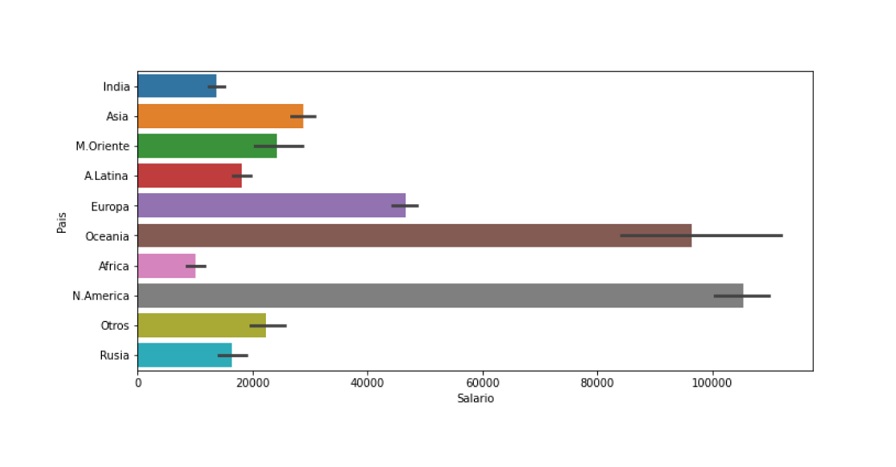 India
Asia
M.Oriente
A.Latina
Europa
Oceania
Africa
N.America
Otros
Rusia
Pais
0 20000 40000 60000 80000 100000
Salario